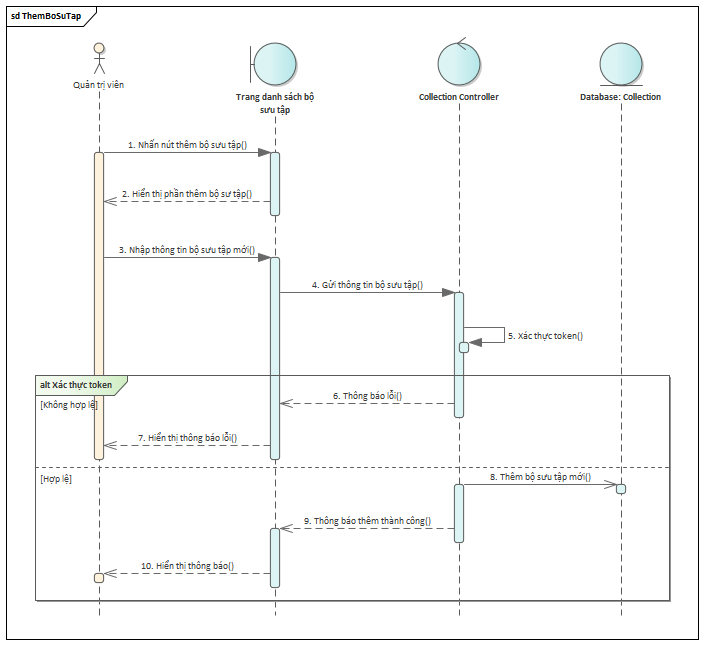 sd ThemBoSuTap
Quản trị viên
Trang danh sách bộ
sưu tập
Collection Controller
Database: Collection
1. Nhấn nút thêm bộ sưu tập()
2. Hiển thị phần thêm bộ sư tập()
3. Nhập thông tin bộ sưu tập mới()
4. Gửi thông tin bộ sưu tập()
5. Xác thực token()
alt Xác thực token
[Không hợp lệ]
6. Thông báo lỗi()
7. Hiển thị thông báo lỗi()
[Hợp lệ]
8. Thêm bộ sưu tập mới()
9. Thông báo thêm thành công()
10. Hiển thị thông báo()